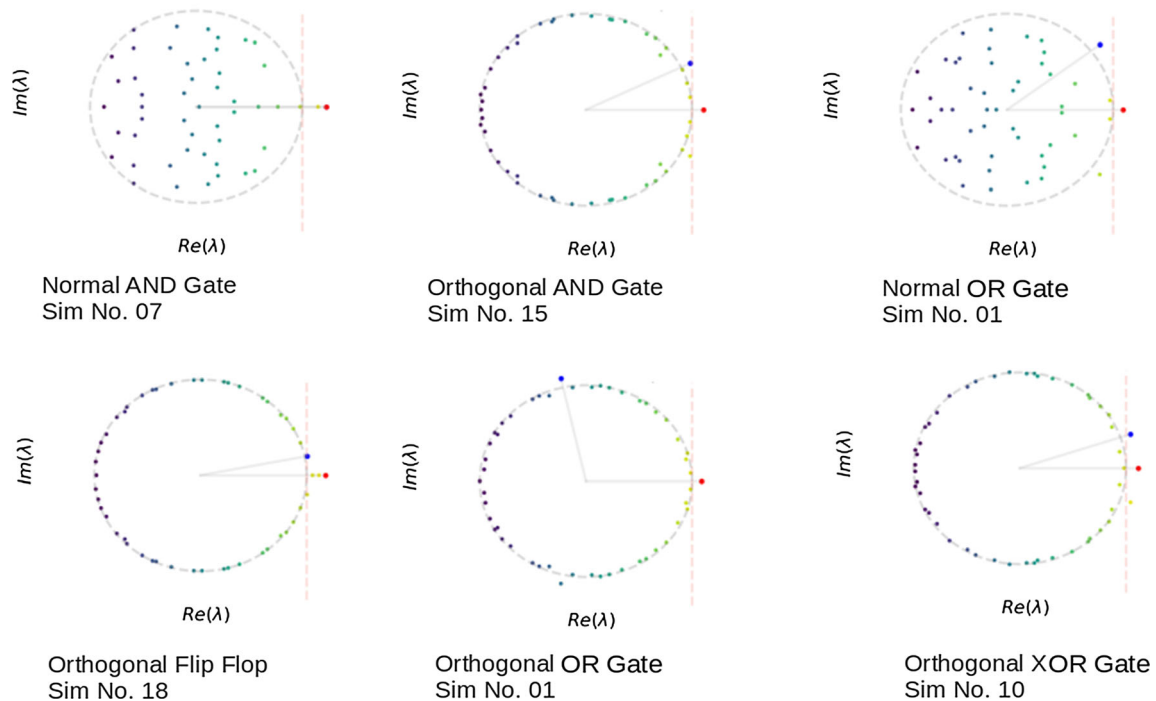 Im(λ)
Re(λ)
Normal AND Gate
Sim No. 07
Im(λ)
Re(λ)
Orthogonal AND Gate
Sim No. 15
Im(λ)
Re(λ)
Normal OR Gate
Sim No. 01
Im(λ)
Re(λ)
Orthogonal Flip Flop
Sim No. 18
Im(λ)
Re(λ)
Orthogonal OR Gate
Sim No. 01
Im(λ)
Re(λ)
Orthogonal XOR Gate
Sim No. 10